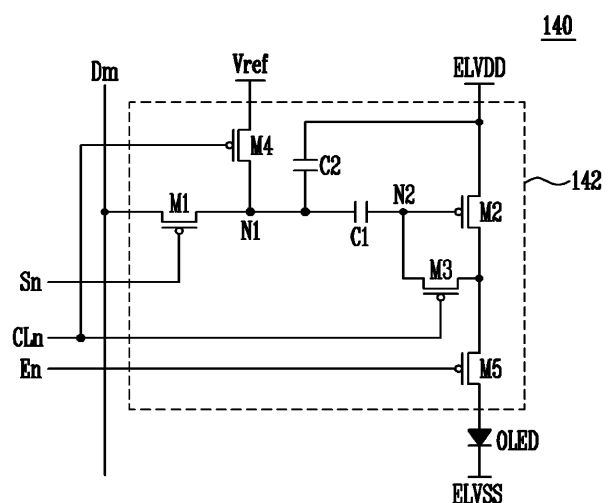 140
Dm
Vref
ELVDD
M4
C2
142
M1
N1
C1
N2
M2
M3
Sn
CLn
En
M5
OLED
ELVSS